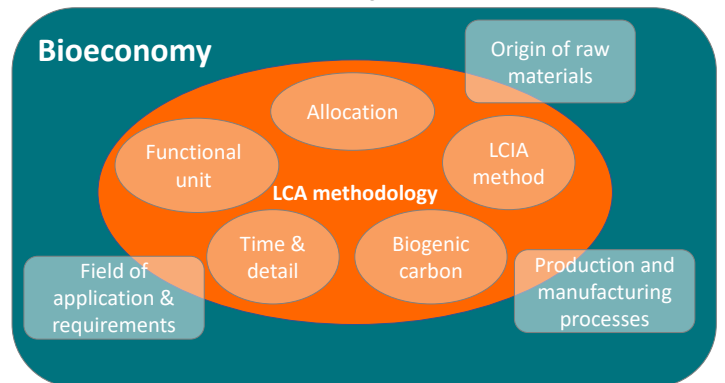 Bioeconomy
Origin of raw
materials
Allocation
Functional
unit
LCIA
method
LCA methodology
Time &
detail
Biogenic
carbon
Field of
application &
requirements
Production and
manufacturing
processes